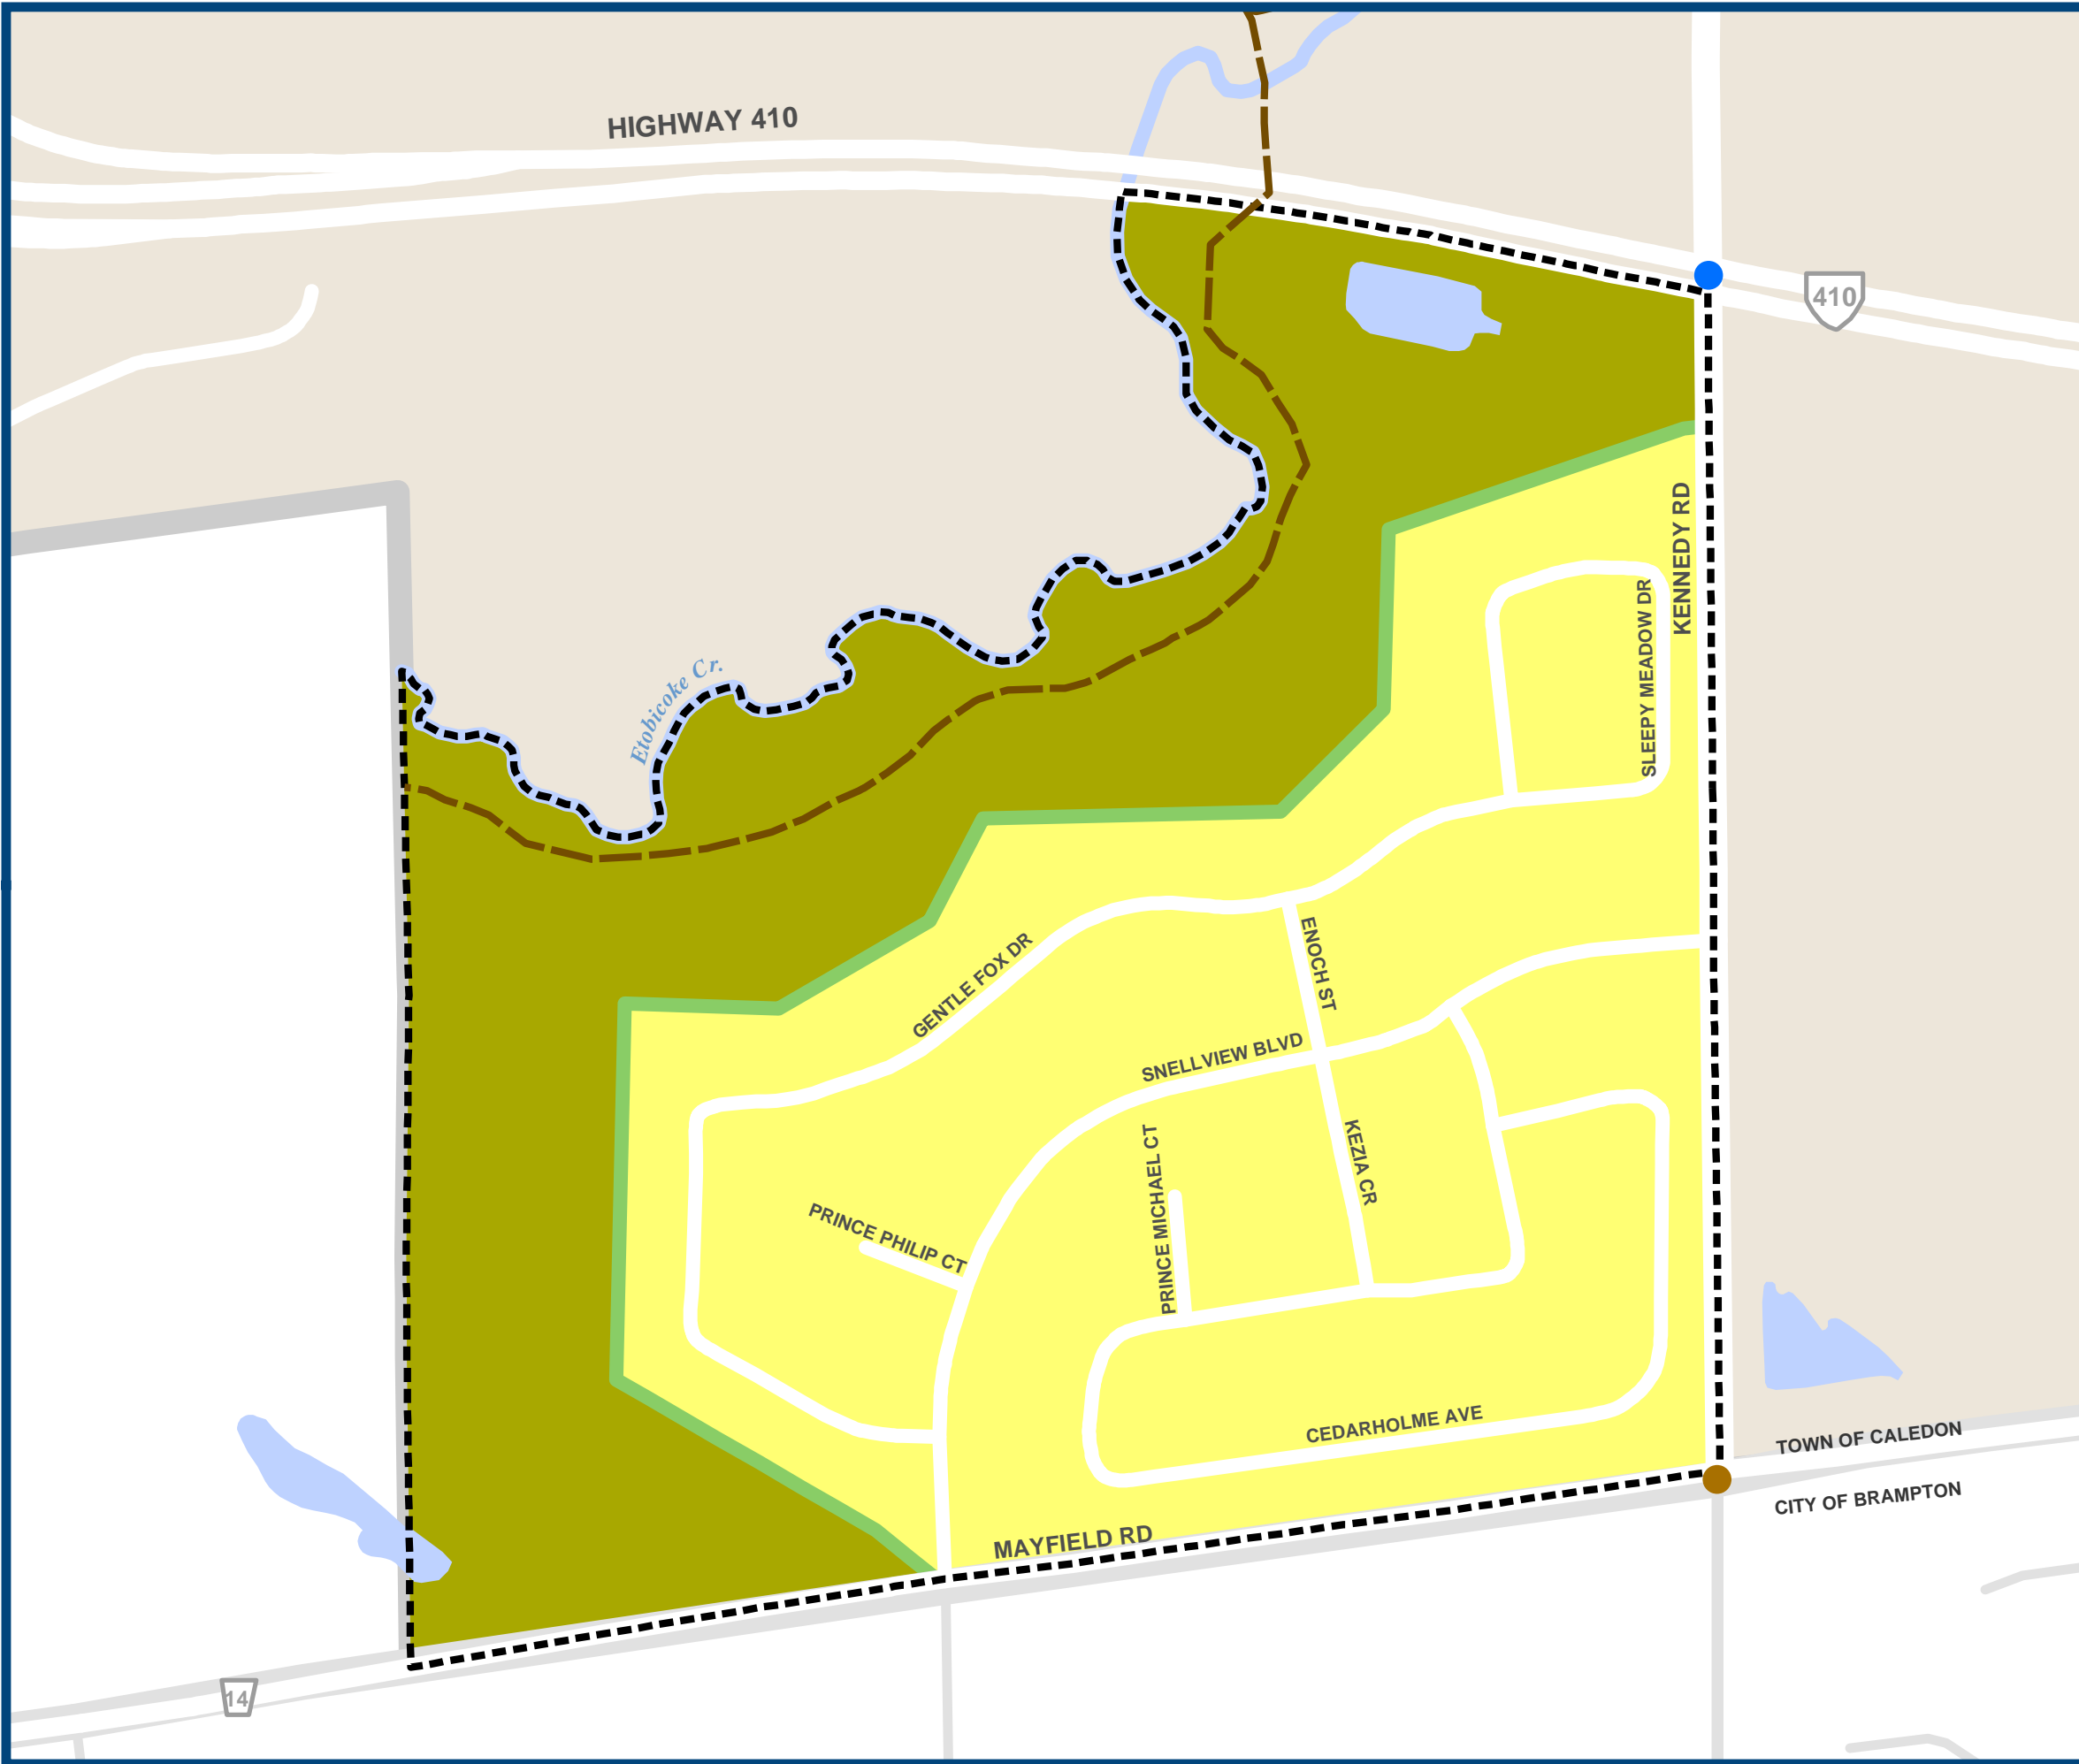 HIGHWAY 410
410
KENNEDY RD
SLEEPY MEADOW DR
Etobicoke Cr.
GENTLE FOX DR
ENOCH ST
SNELLVIEW BLVD
KEZIA CR
PRINCE MICHAEL CT
PRINCE PHILIP CT
CEDARHOLME AVE
TOWN OF CALEDON
CITY OF BRAMPTON
MAYFIELD RD
14